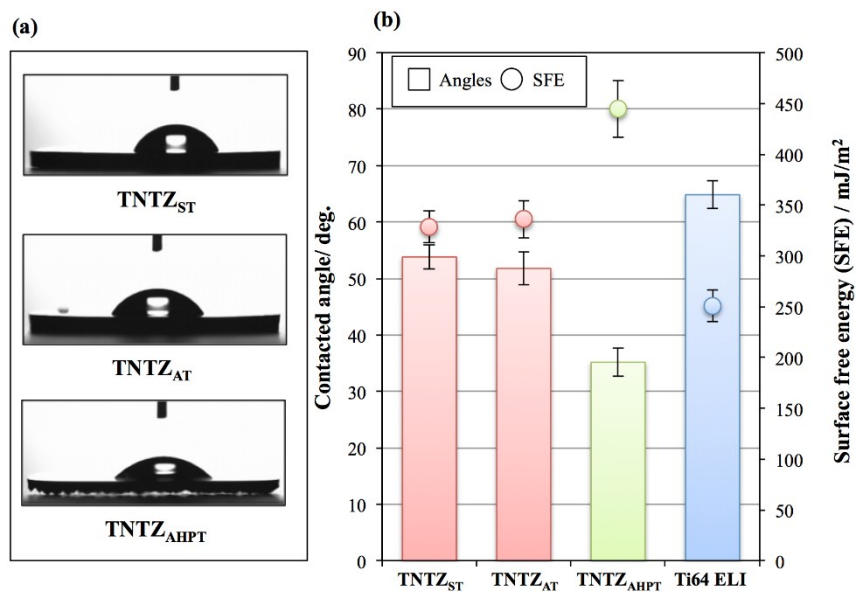 (a)
TNTZST
TNTZAT
TNTZAHPT
(b)
Angles SFE
Contacted angle/ deg.
90
80
70
60
50
40
30
20
10
0
Surface free energy (SFE) / mJ/m²
500
450
400
350
300
250
200
150
100
50
0
TNTZST TNTZAT TNTZAHPT Ti64 ELI